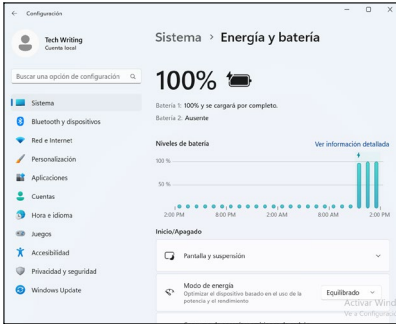 Configuración
Tech Writing
Cuenta local
Buscar una opción de configuración
Sistema
Bluetooth y dispositivos
Red e Internet
Personalización
Aplicaciones
Cuentas
Hora e idioma
Juegos
Accesibilidad
Privacidad y seguridad
Windows Update
Sistema > Energía y batería
100%
Batería 1: 100% y se cargará por completo.
Batería 2: Ausente
Niveles de batería
Ver información detallada
100 %
50 %
2:00 PM 8:00 PM 2:00 AM 8:00 AM 2:00 PM
Inicio/Apagado
Pantalla y suspensión
Modo de energía
Optimizar el dispositivo basado en el uso de la
potencia y el rendimiento
Equilibrado
Activar Wind
Ve a Configuraci